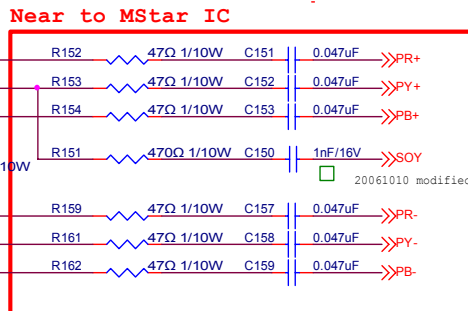 Near to MStar IC
R152 47Ω 1/10W C151 0.047uF PR+
R153 47Ω 1/10W C152 0.047uF PY+
R154 47Ω 1/10W C153 0.047uF PB+
R151 470Ω 1/10W C150 1nF/16V SOY
10W
20061010 modified
R159 47Ω 1/10W C157 0.047uF PR-
R161 47Ω 1/10W C158 0.047uF PY-
R162 47Ω 1/10W C159 0.047uF PB-